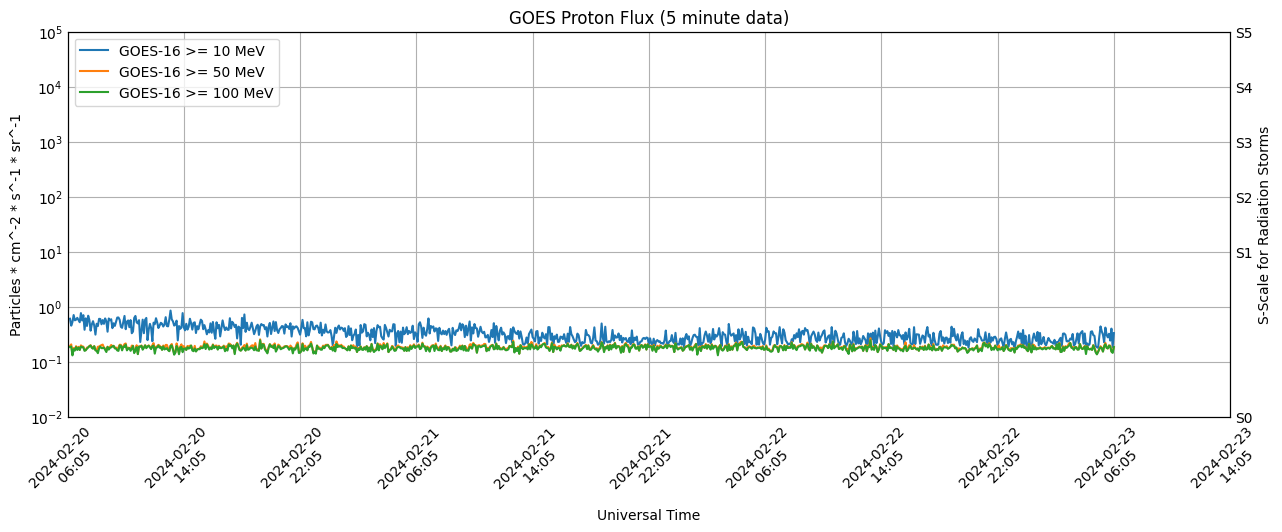 GOES Proton Flux (5 minute data)
GOES-16 >= 10 MeV
GOES-16 >= 50 MeV
GOES-16 >= 100 MeV
Particles * cm^-2 * s^-1 * sr^-1
10^5
10^4
10^3
10^2
10^1
10^0
10^-1
10^-2
S5
S4
S3
S2
S1
S0
S-Scale for Radiation Storms
2024-02-20
06:05
2024-02-20
14:05
2024-02-20
22:05
2024-02-21
06:05
2024-02-21
14:05
2024-02-21
22:05
2024-02-22
06:05
2024-02-22
14:05
2024-02-22
22:05
2024-02-23
06:05
2024-02-23
14:05
Universal Time